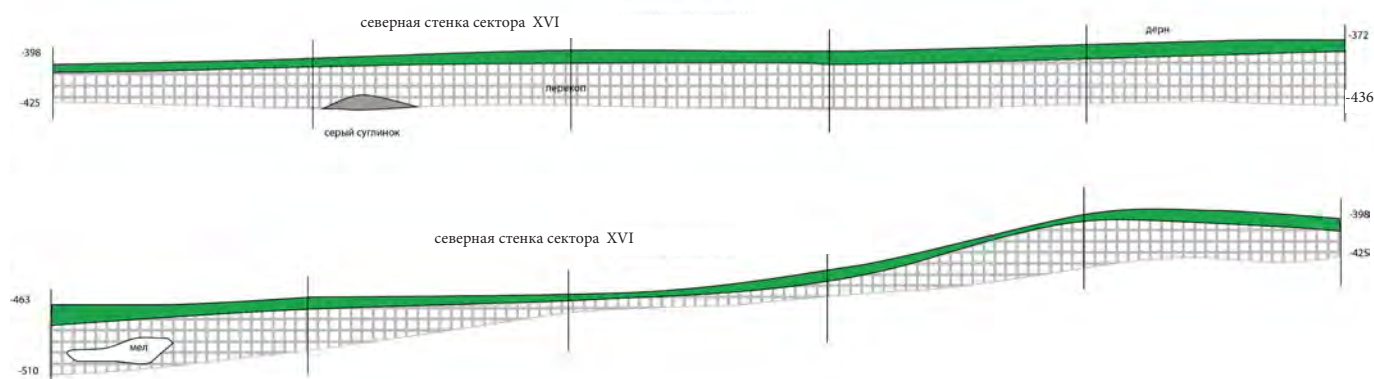 северная стенка сектора XVI
дерн
-398
-372
-425
перекоп
-436
серый суглинок
северная стенка сектора XVI
-398
-425
-463
мел
-510